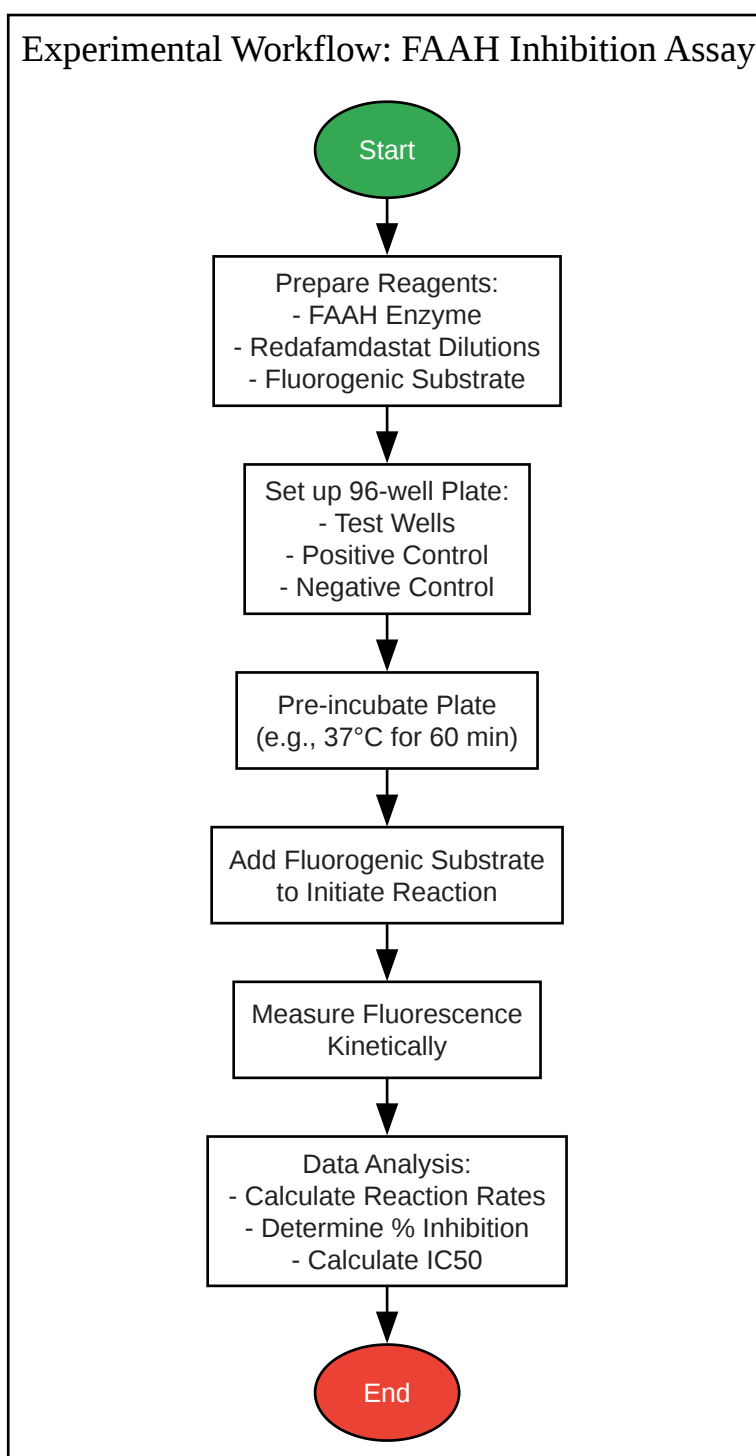 Experimental Workflow: FAAH Inhibition Assay
Start
Prepare Reagents:
- FAAH Enzyme
- Redafamdastat Dilutions
- Fluorogenic Substrate
Set up 96-well Plate:
- Test Wells
- Positive Control
- Negative Control
Pre-incubate Plate
(e.g., 37°C for 60 min)
Add Fluorogenic Substrate
to Initiate Reaction
Measure Fluorescence
Kinetically
Data Analysis:
- Calculate Reaction Rates
- Determine % Inhibition
- Calculate IC50
End